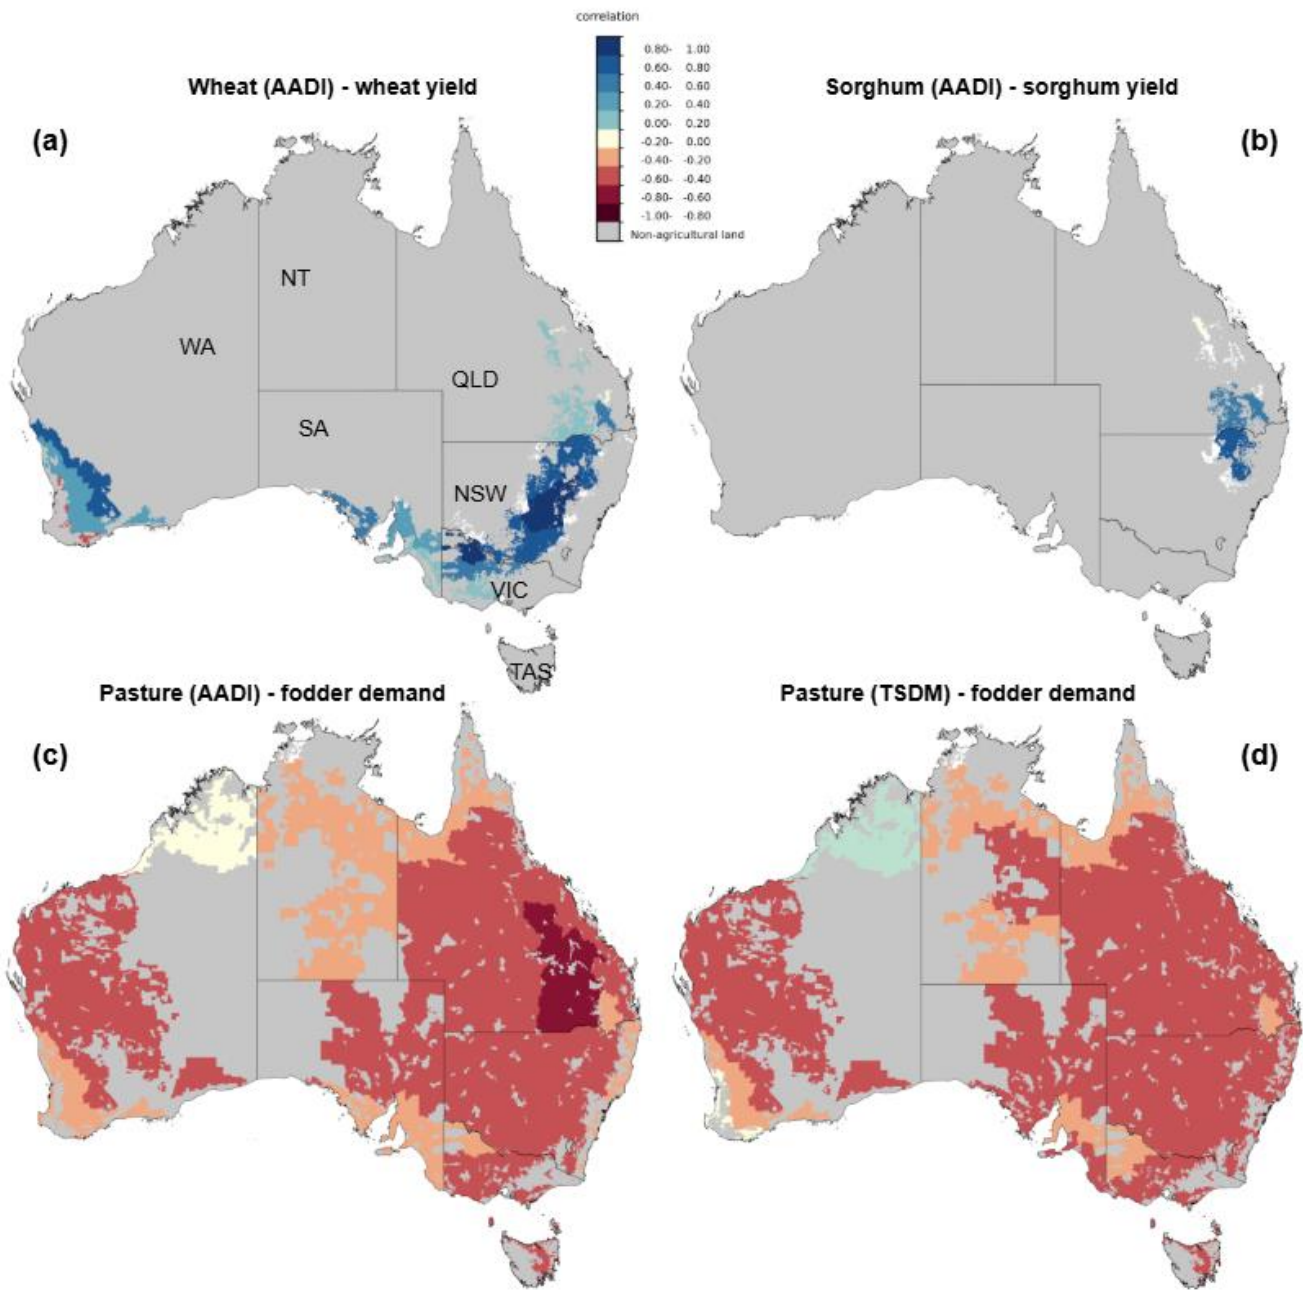 correlation
0.80- 1.00
0.60- 0.80
0.40- 0.60
0.20- 0.40
0.00- 0.20
-0.20- 0.00
-0.40- -0.20
-0.60- -0.40
-0.80- -0.60
-1.00- -0.80
Non-agricultural land
Wheat (AADI) - wheat yield
Sorghum (AADI) - sorghum yield
(a)
(b)
NT
WA
QLD
SA
NSW
VIC
TAS
Pasture (AADI) - fodder demand
Pasture (TSDM) - fodder demand
(c)
(d)